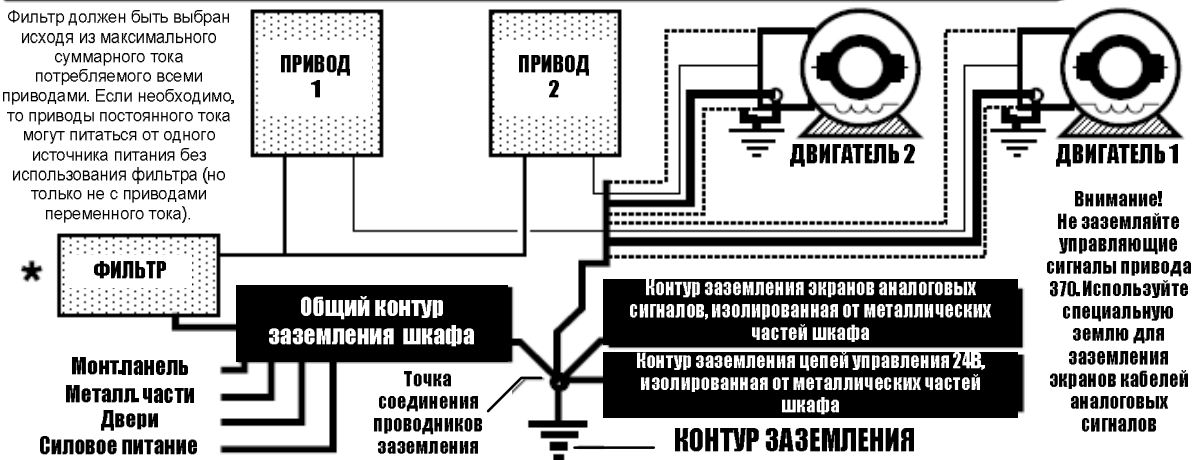 Фильтр должен быть выбран
исходя из максимального
суммарного тока
потребляемого всеми
приводами. Если необходимо,
то приводы постоянного тока
могут питаться от одного
источника питания без
использования фильтра (но
только не с приводами
переменного тока).
ПРИВОД
1
ПРИВОД
2
ДВИГАТЕЛЬ 2
ДВИГАТЕЛЬ 1
* ФИЛЬТР
Внимание!
Не заземляйте
управляющие
сигналы привода
370. Используйте
специальную
землю для
заземления
экранов кабелей
аналоговых
сигналов
Общий контур
заземления шкафа
Контур заземления экранов аналоговых
сигналов, изолированная от металлических
частей шкафа
Контур заземления цепей управления 24В,
изолированная от металлических частей
шкафа
Монт.панель
Металл. части
Двери
Силовое питание
Точка
соединения
проводников
заземления
КОНТУР ЗАЗЕМЛЕНИЯ